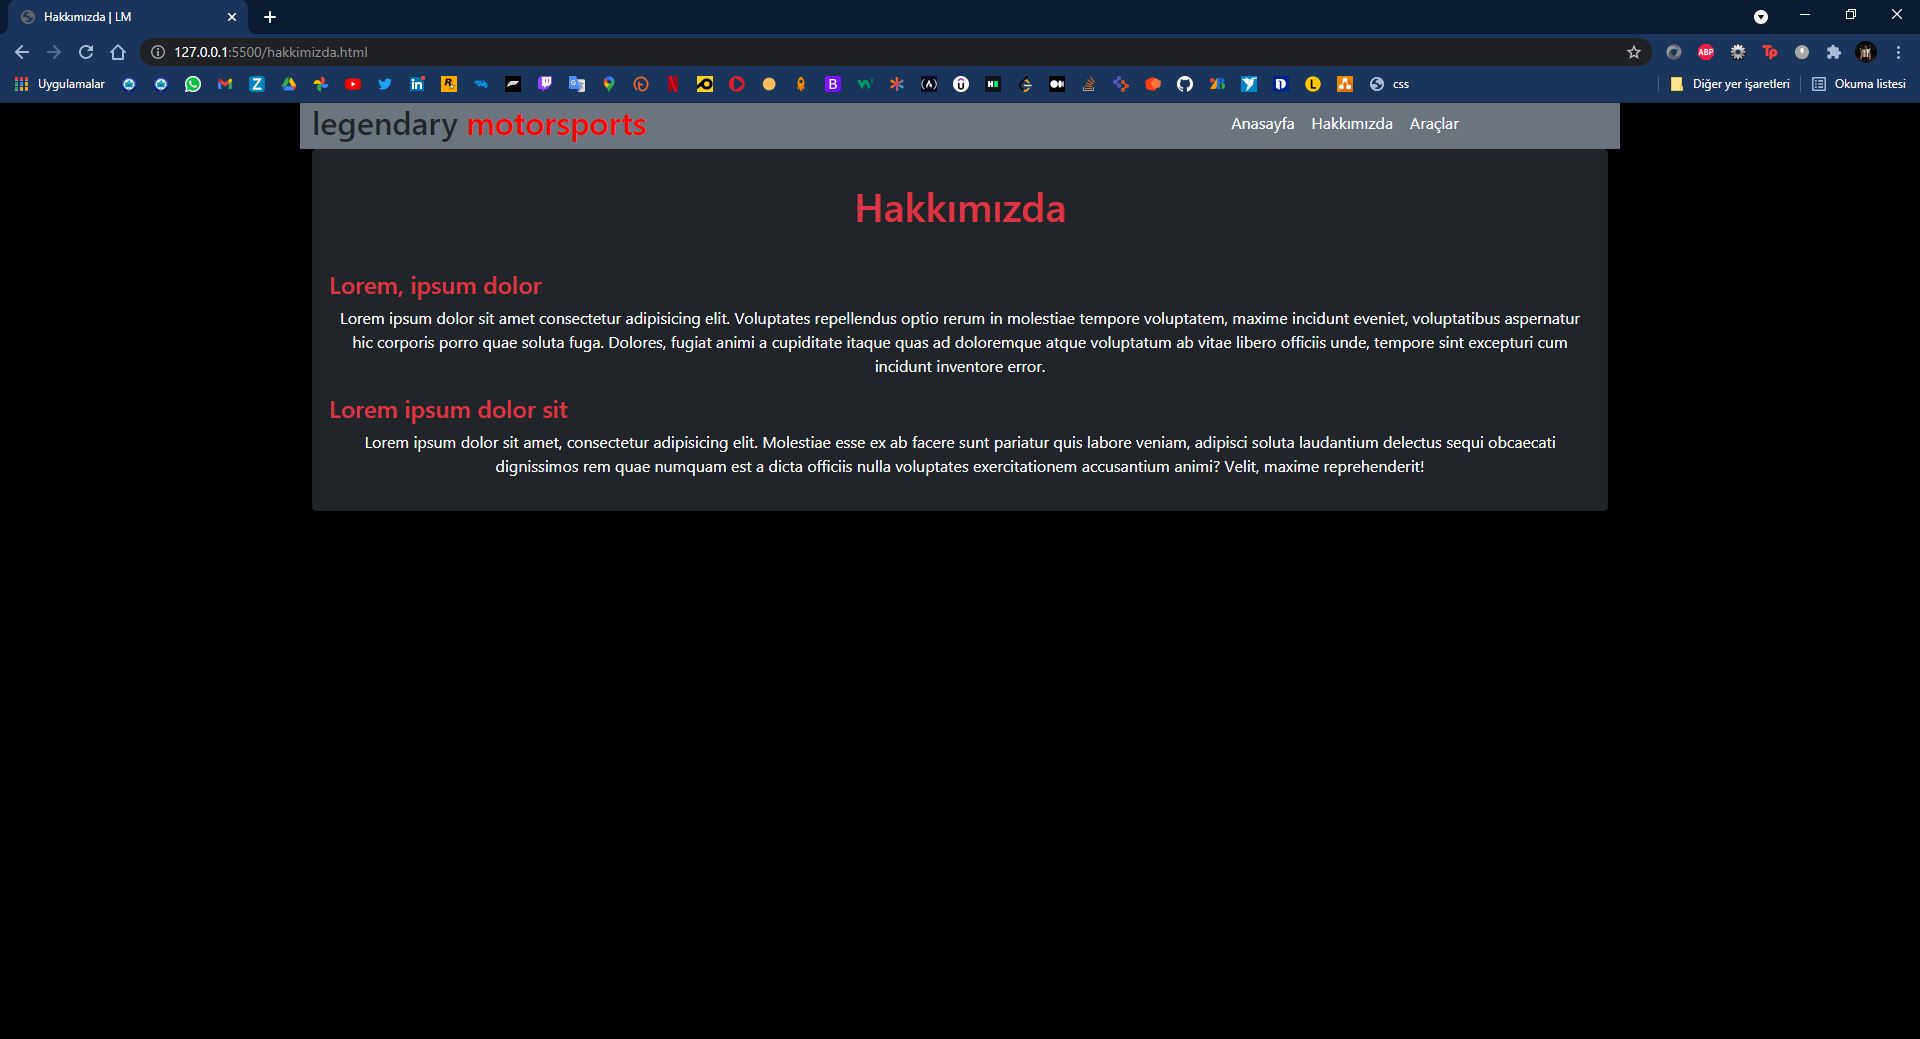 Hakkımızda | LM
127.0.0.1:5500/hakkimizda.html
Uygulamalar
css
Diğer yer işaretleri
Okuma listesi
legendary motorsports
Anasayfa Hakkımızda Araçlar
Hakkımızda
Lorem, ipsum dolor
Lorem ipsum dolor sit amet consectetur adipisicing elit. Voluptates repellendus optio rerum in molestiae tempore voluptatem, maxime incidunt eveniet, voluptatibus aspernatur
hic corporis porro quae soluta fuga. Dolores, fugiat animi a cupiditate itaque quas ad doloremque atque voluptatum ab vitae libero officiis unde, tempore sint excepturi cum
incidunt inventore error.
Lorem ipsum dolor sit
Lorem ipsum dolor sit amet, consectetur adipisicing elit. Molestiae esse ex ab facere sunt pariatur quis labore veniam, adipisci soluta laudantium delectus sequi obcaecati
dignissimos rem quae numquam est a dicta officiis nulla voluptates exercitationem accusantium animi? Velit, maxime reprehenderit!